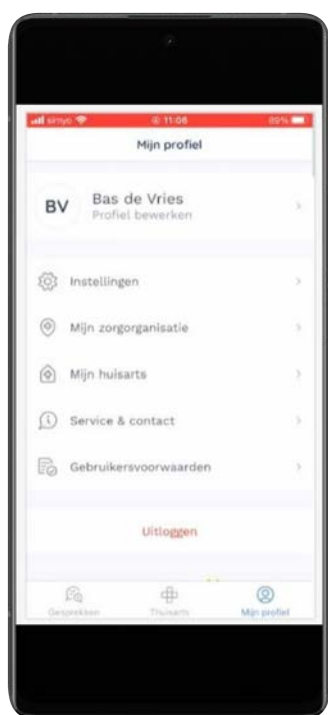 simyo 11:06 89%
Mijn profiel
BV
Bas de Vries
Profiel bewerken
Instellingen
Mijn zorgorganisatie
Mijn huisarts
Service & contact
Gebruikersvoorwaarden
Uitloggen
Gesprekken Thuisarts Mijn profiel